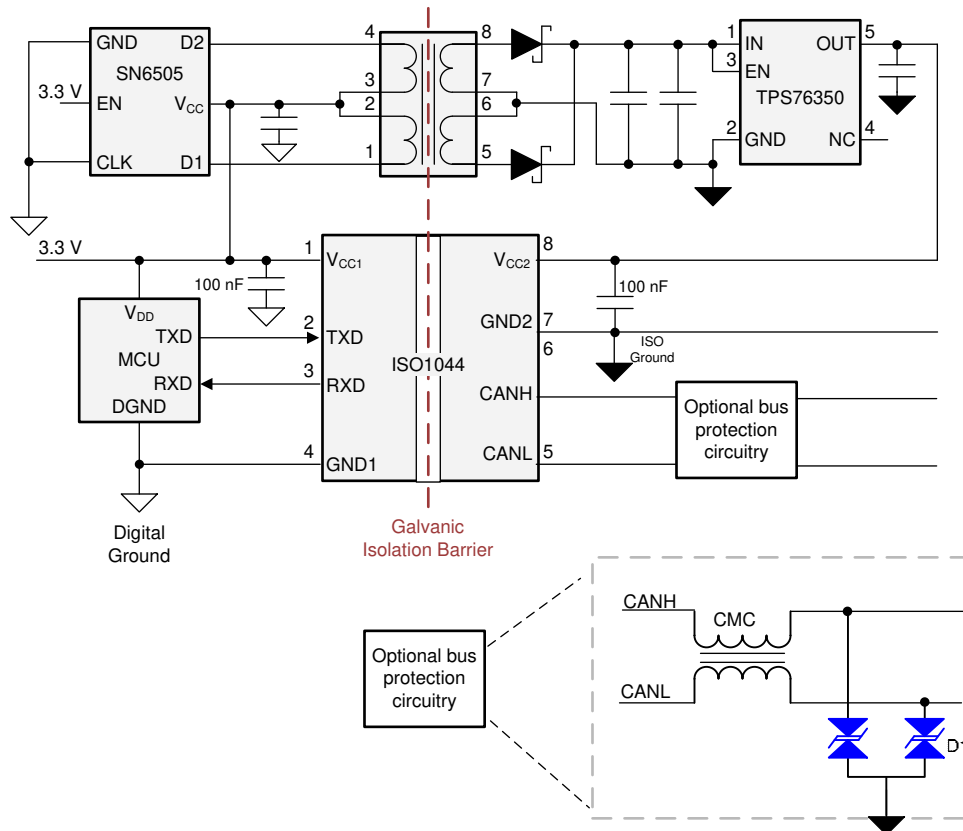 GND
D2
SN6505
3.3 V
EN
VCC
CLK
D1
4
3
2
1
8
7
6
5
1
IN
OUT
5
3
EN
TPS76350
2
GND
NC
4
3.3 V
1
VCC1
VCC2
8
100 nF
100 nF
VDD
TXD
2
TXD
GND2
7
MCU
ISO1044
ISO
Ground
6
RXD
3
RXD
CANH
DGND
4
GND1
CANL
5
Optional bus
protection
circuitry
Digital
Ground
Galvanic
Isolation Barrier
CANH
CMC
Optional bus
protection
circuitry
CANL